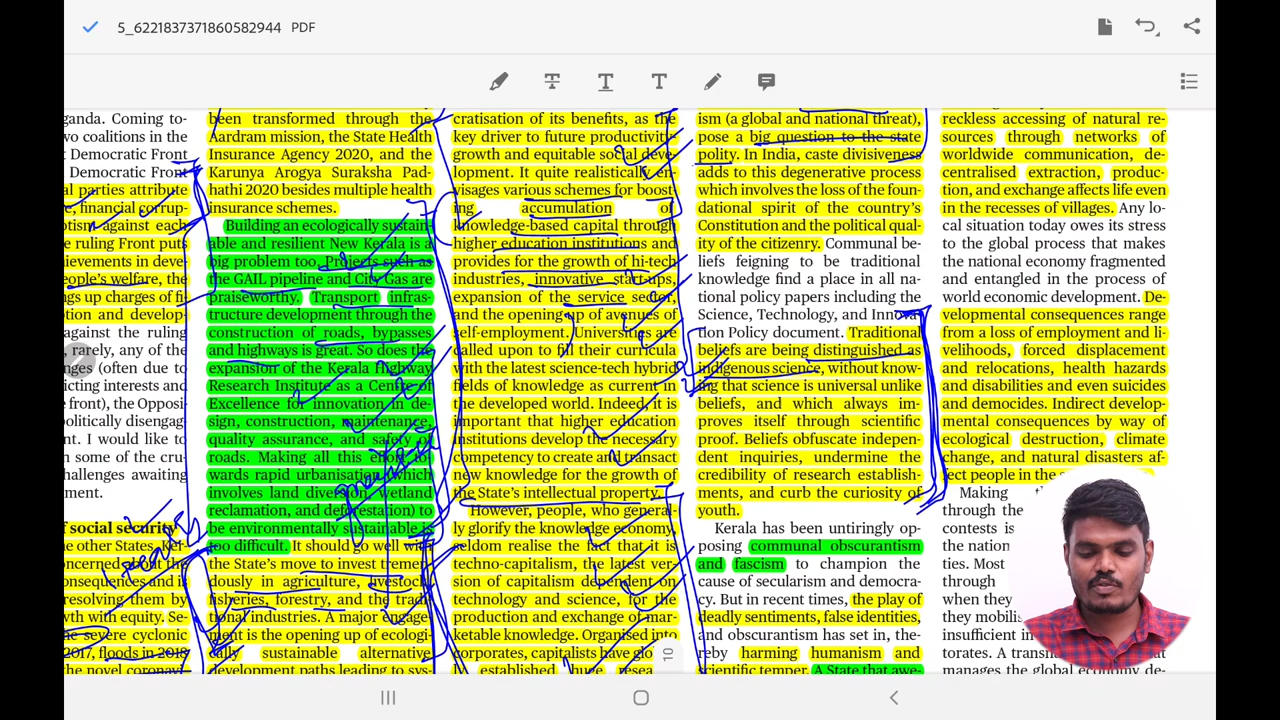 5_6221837371860582944 PDF
ganda. Coming to-
wo coalitions in the
t Democratic Front
Democratic Front
al parties attribute
e, financial corrup-
otism against each
e ruling Front puts
ievements in deve-
eople's welfare, the
ngs up charges of fi-
ption and develop-
against the ruling
, rarely, any of the
nges (often due to
licting interests and
e front), the Opposi-
olitically disengag-
nt. I would like to
n some of the cru-
hallenges awaiting
ment.
f social security
e other States, Ker-
oncerned at the
onsequences and is
resolving them by
wth with equity. Se-
he severe cyclonic
2017, floods in 2018
he novel coronavi-
been transformed through the
Aardram mission, the State Health
Insurance Agency 2020, and the
Karunya Arogya Suraksha Pad-
hathi 2020 besides multiple health
insurance schemes.
Building an ecologically sustain-
able and resilient New Kerala is a
big problem too. Projects such as
the GAIL pipeline and City Gas are
praiseworthy. Transport infras-
tructure development through the
construction of roads, bypasses
and highways is great. So does the
expansion of the Kerala Highway
Research Institute as a Centre of
Excellence for innovation in de-
sign, construction, maintenance,
quality assurance, and safety of
roads. Making all this effort to-
wards rapid urbanisation (which
involves land diversion, wetland
reclamation, and deforestation) to
be environmentally sustainable is
too difficult. It should go well with
the State's move to invest tremen-
dously in agriculture, livestock,
fisheries, forestry, and the tradi-
tional industries. A major engage-
ment is the opening up of ecologi-
cally sustainable alternative
development paths leading to sys-
cratisation of its benefits, as the
key driver to future productivity
growth and equitable social deve-
lopment. It quite realistically en-
visages various schemes for boost-
ing accumulation of
knowledge-based capital through
higher education institutions and
provides for the growth of hi-tech
industries, innovative start-ups,
expansion of the service sector,
and the opening up of avenues of
self-employment. Universities are
called upon to fill their curricula
with the latest science-tech hybrid
fields of knowledge as current in
the developed world. Indeed, it is
important that higher education
institutions develop the necessary
competency to create and transact
new knowledge for the growth of
the State's intellectual property.
However, people, who general-
ly glorify the knowledge economy,
seldom realise the fact that it is
techno-capitalism, the latest ver-
sion of capitalism dependent on
technology and science, for the
production and exchange of mar-
ketable knowledge. Organised into
corporates, capitalists have glo
ly established huge resea
10
ism (a global and national threat),
pose a big question to the state
polity. In India, caste divisiveness
adds to this degenerative process
which involves the loss of the foun-
dational spirit of the country's
Constitution and the political qual-
ity of the citizenry. Communal be-
liefs feigning to be traditional
knowledge find a place in all na-
tional policy papers including the
Science, Technology, and Innova-
tion Policy document. Traditional
beliefs are being distinguished as
indigenous science, without know-
ing that science is universal unlike
beliefs, and which always im-
proves itself through scientific
proof. Beliefs obfuscate indepen-
dent inquiries, undermine the
credibility of research establish-
ments, and curb the curiosity of
youth.
Kerala has been untiringly op-
posing communal obscurantism
and fascism to champion the
cause of secularism and democra-
cy. But in recent times, the play of
deadly sentiments, false identities,
and obscurantism has set in, the-
reby harming humanism and
scientific temper. A State that awe-
reckless accessing of natural re-
sources through networks of
worldwide communication, de-
centralised extraction, produc-
tion, and exchange affects life even
in the recesses of villages. Any lo-
cal situation today owes its stress
to the global process that makes
the national economy fragmented
and entangled in the process of
world economic development. De-
velopmental consequences range
from a loss of employment and li-
velihoods, forced displacement
and relocations, health hazards
and disabilities and even suicides
and democides. Indirect develop-
mental consequences by way of
ecological destruction, climate
change, and natural disasters af-
fect people in the
Making
through the
contests is
the nation
ties. Most
through
when they
they mobilis
insufficient in
torates. A trans at
manages the global economy de-